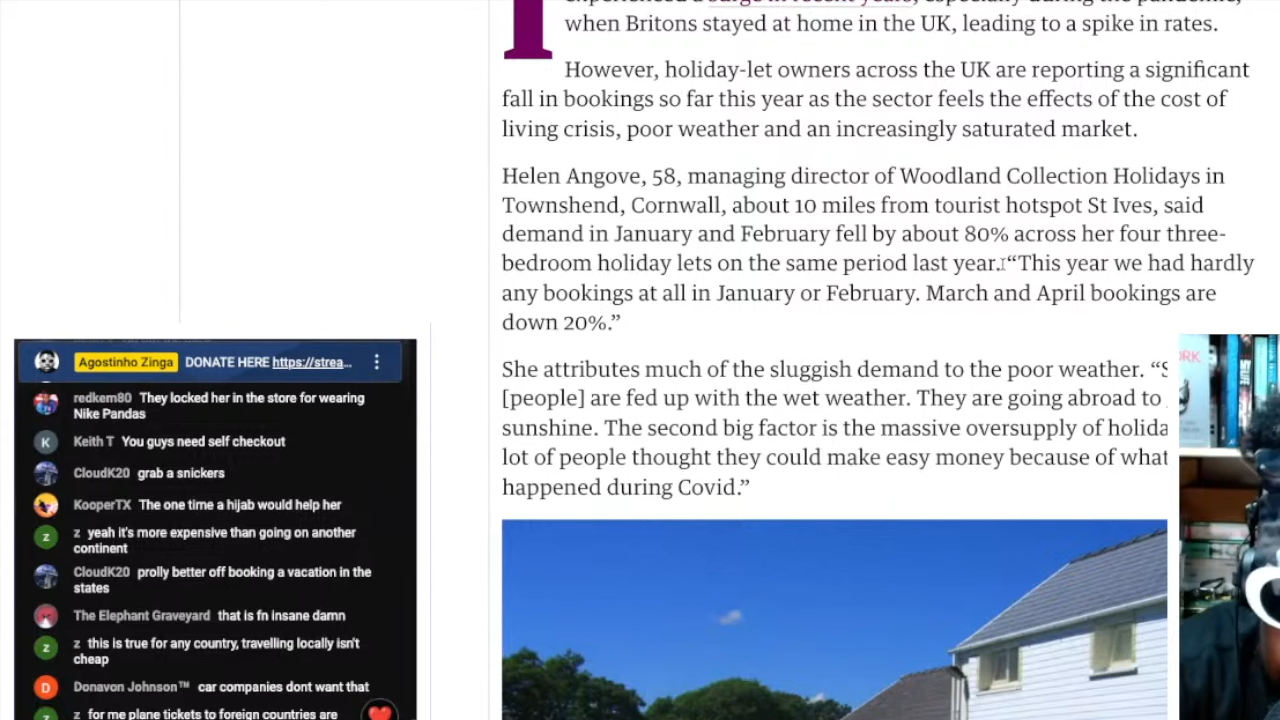 when Britons stayed at home in the UK, leading to a spike in rates.
However, holiday-let owners across the UK are reporting a significant
fall in bookings so far this year as the sector feels the effects of the cost of
living crisis, poor weather and an increasingly saturated market.
Helen Angove, 58, managing director of Woodland Collection Holidays in
Townshend, Cornwall, about 10 miles from tourist hotspot St Ives, said
demand in January and February fell by about 80% across her four three-
bedroom holiday lets on the same period last year. “This year we had hardly
any bookings at all in January or February. March and April bookings are
down 20%.”
She attributes much of the sluggish demand to the poor weather.
[people] are fed up with the wet weather. They are going abroad to
sunshine. The second big factor is the massive oversupply of holida
lot of people thought they could make easy money because of what
happened during Covid.”
Agostinho Zinga DONATE HERE https://strea...
redkem80 They locked her in the store for wearing
Nike Pandas
K Keith T You guys need self checkout
CloudK20 grab a snickers
KooperTX The one time a hijab would help her
z z yeah it's more expensive than going on another
continent
CloudK20 prolly better off booking a vacation in the
states
The Elephant Graveyard that is fn insane damn
z z this is true for any country, travelling locally isn't
cheap
D Donavon Johnson™ car companies dont want that
z for me plane tickets to foreign countries are